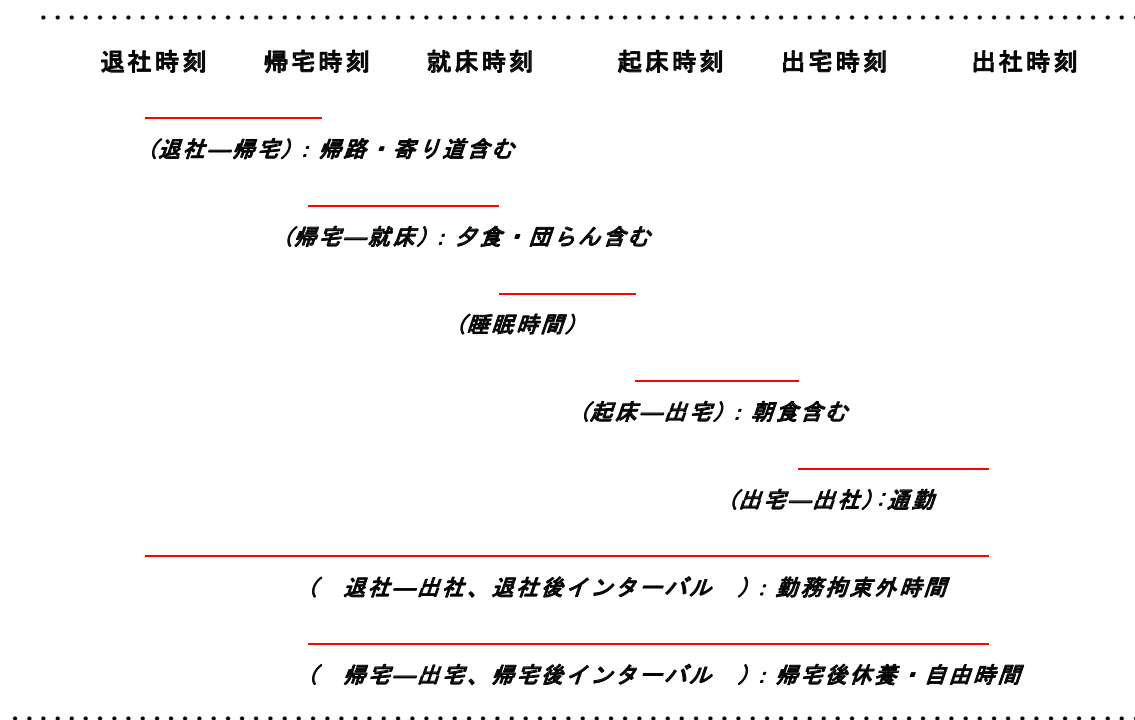 退社時刻 帰宅時刻 就床時刻 起床時刻 出宅時刻 出社時刻
（退社―帰宅）：帰路・寄り道含む
（帰宅―就床）：夕食・団らん含む
（睡眠時間）
（起床―出宅）：朝食含む
（出宅―出社）：通勤
（　退社―出社、退社後インターバル　）：勤務拘束外時間
（　帰宅―出宅、帰宅後インターバル　）：帰宅後休養・自由時間